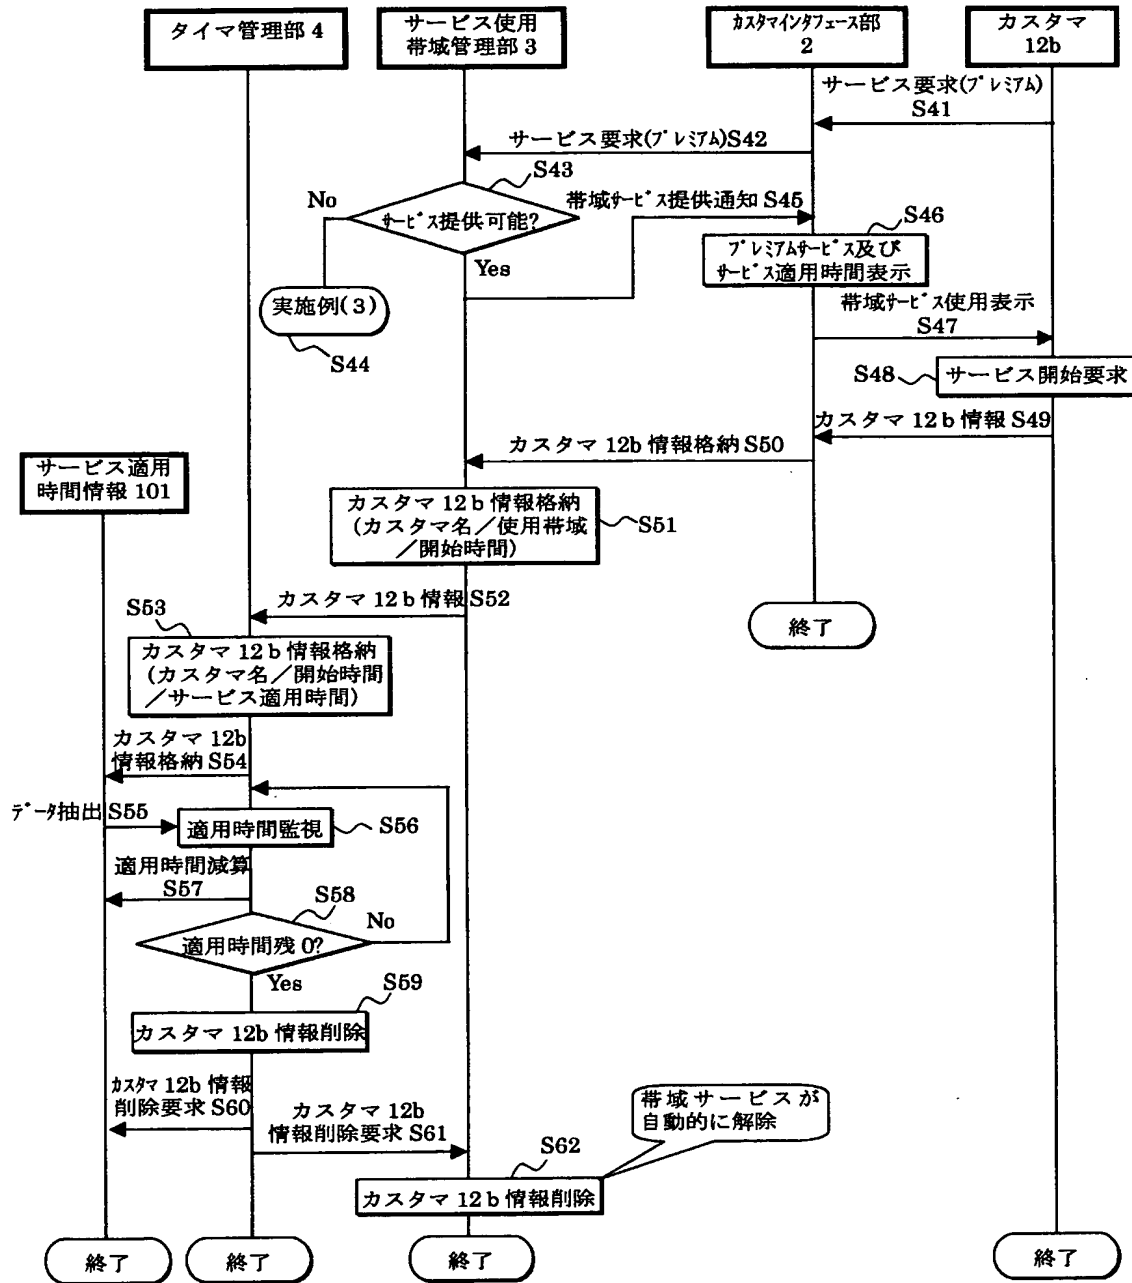 タイマ管理部 4
サービス使用
帯域管理部 3
カスタマインタフェース部
2
カスタマ
12b
サービス要求(プレミアム)
S41
サービス要求(プレミアム)S42
S43
No
サービス提供可能?
帯域サービス提供通知 S45
S46
プレミアムサービス及び
サービス適用時間表示
Yes
実施例(3)
S44
帯域サービス使用表示
S47
S48
サービス開始要求
カスタマ 12b 情報 S49
カスタマ 12b 情報格納 S50
サービス適用
時間情報 101
カスタマ 12b 情報格納
(カスタマ名/使用帯域
/開始時間)
S51
カスタマ 12b 情報 S52
S53
終了
カスタマ 12b 情報格納
(カスタマ名/開始時間
/サービス適用時間)
カスタマ 12b
情報格納 S54
データ抽出 S55
適用時間監視
S56
適用時間減算
S57
S58
No
適用時間残 0?
Yes
S59
カスタマ 12b 情報削除
カスタマ 12b 情報
削除要求 S60
カスタマ 12b
情報削除要求 S61
帯域サービスが
自動的に解除
S62
カスタマ 12b 情報削除
終了
終了
終了
終了